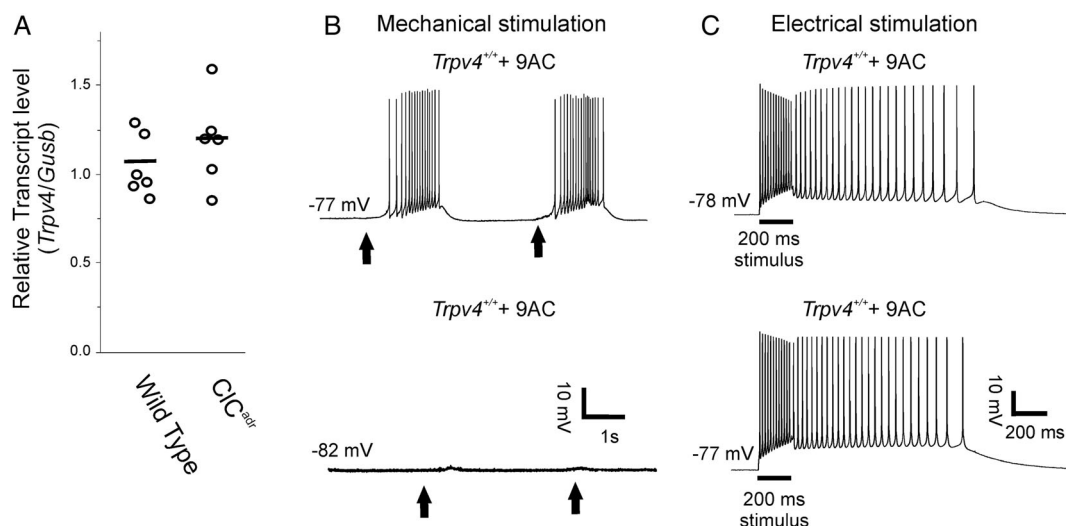 A
Relative Transcript level
(Trpv4/Gusb)
1.5
1.0
0.5
0.0
Wild Type
ClCadr
B
Mechanical stimulation
Trpv4+/+ + 9AC
-77 mV
Trpv4+/+ + 9AC
10 mV
1s
-82 mV
C
Electrical stimulation
Trpv4+/+ + 9AC
-78 mV
200 ms
stimulus
Trpv4+/+ + 9AC
10 mV
200 ms
-77 mV
200 ms
stimulus